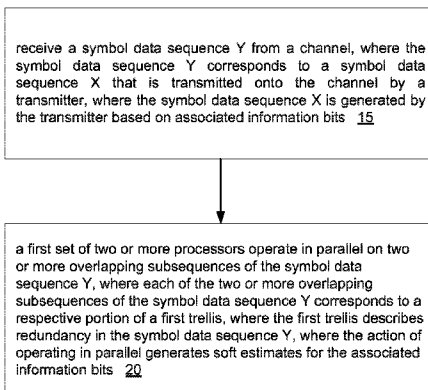 receive a symbol data sequence Y from a channel, where the
symbol data sequence Y corresponds to a symbol data
sequence X that is transmitted onto the channel by a
transmitter, where the symbol data sequence X is generated
by the transmitter based on associated information bits 15
a first set of two or more processors operate in parallel on two
or more overlapping subsequences of the symbol data
sequence Y, where each of the two or more overlapping
subsequences of the symbol data sequence Y corresponds to a
respective portion of a first trellis, where the first trellis describes
redundancy in the symbol data sequence Y, where the action of
operating in parallel generates soft estimates for the associated
information bits 20